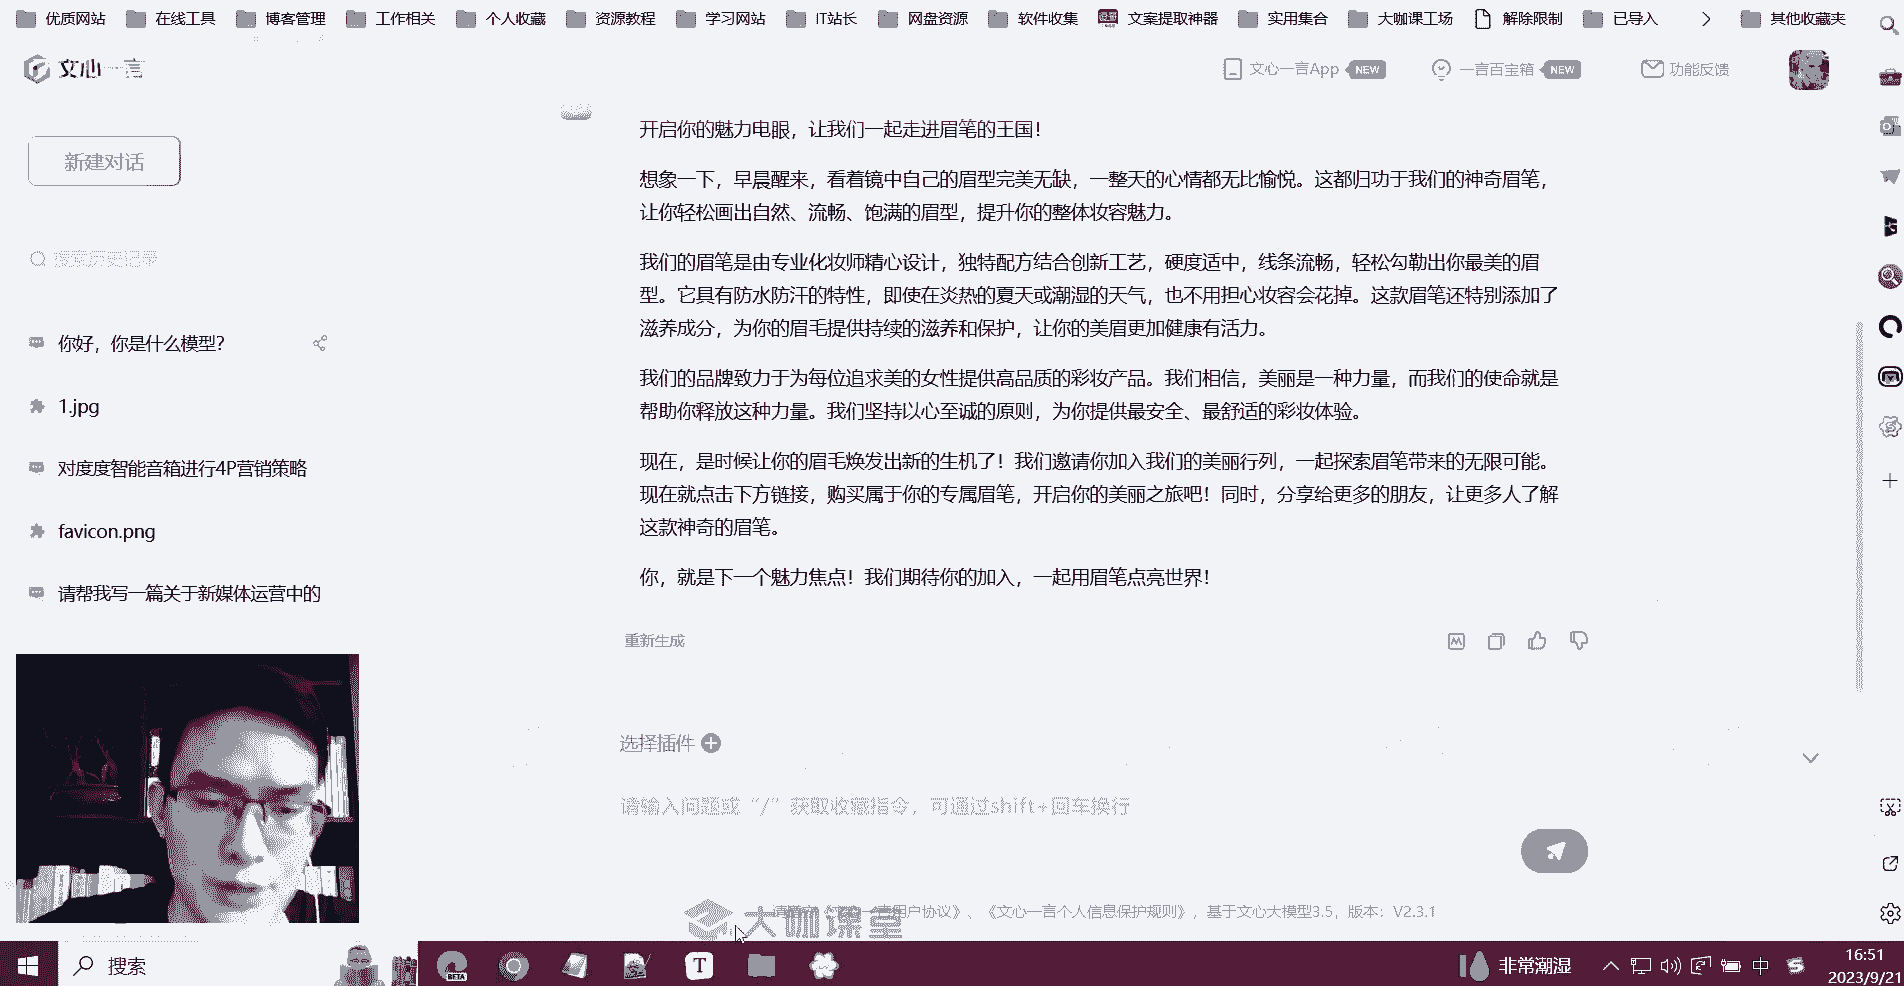 优质网站 在线工具 博客管理 工作相关 个人收藏 资源教程 学习网站 IT站长 网盘资源 软件收集 文案提取神器 实用集合 大咖课工场 解除限制 已导入 其他收藏夹
文心一言 文心一言App NEW 一言百宝箱 NEW 功能反馈
新建对话
搜索历史记录
你好，你是什么模型？
1.jpg
对度度智能音箱进行4P营销策略
favicon.png
请帮我写一篇关于新媒体运营中的
开启你的魅力电眼，让我们一起走进眉笔的王国！
想象一下，早晨醒来，看着镜中自己的眉型完美无缺，一整天的心情都无比愉悦。这都归功于我们的神奇眉笔，
让你轻松画出自然、流畅、饱满的眉型，提升你的整体妆容魅力。
我们的眉笔是由专业化妆师精心设计，独特配方结合创新工艺，硬度适中，线条流畅，轻松勾勒出你最美的眉
型。它具有防水防汗的特性，即使在炎热的夏天或潮湿的天气，也不用担心妆容会花掉。这款眉笔还特别添加了
滋养成分，为你的眉毛提供持续的滋养和保护，让你的美眉更加健康有活力。
我们的品牌致力于为每位追求美的女性提供高品质的彩妆产品。我们相信，美丽是一种力量，而我们的使命就是
帮助你释放这种力量。我们坚持以心至诚的原则，为你提供最安全、最舒适的彩妆体验。
现在，是时候让你的眉毛焕发出新的生机了！我们邀请你加入我们的美丽行列，一起探索眉笔带来的无限可能。
现在就点击下方链接，购买属于你的专属眉笔，开启你的美丽之旅吧！同时，分享给更多的朋友，让更多人了解
这款神奇的眉笔。
你，就是下一个魅力焦点！我们期待你的加入，一起用眉笔点亮世界！
重新生成
选择插件
请输入问题或“/”获取收藏指令，可通过shift+回车换行
用户协议》、《文心一言个人信息保护规则》，基于文心大模型3.5，版本：V2.3.1
大咖课堂
搜索 BETA T 非常潮湿 中 16:51
2023/9/21